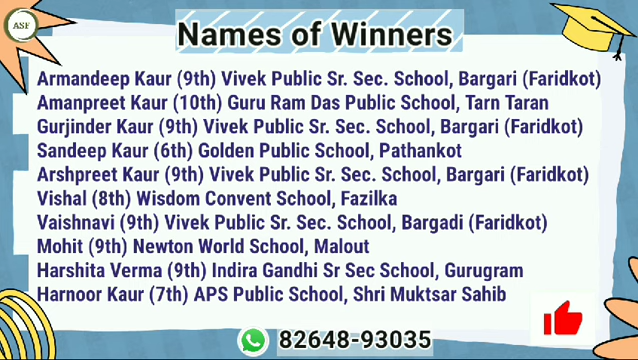 ASF
Names of Winners
Armandeep Kaur (9th) Vivek Public Sr. Sec. School, Bargari (Faridkot)
Amanpreet Kaur (10th) Guru Ram Das Public School, Tarn Taran
Gurjinder Kaur (9th) Vivek Public Sr. Sec. School, Bargari (Faridkot)
Sandeep Kaur (6th) Golden Public School, Pathankot
Arshpreet Kaur (9th) Vivek Public Sr. Sec. School, Bargari (Faridkot)
Vishal (8th) Wisdom Convent School, Fazilka
Vaishnavi (9th) Vivek Public Sr. Sec. School, Bargadi (Faridkot)
Mohit (9th) Newton World School, Malout
Harshita Verma (9th) Indira Gandhi Sr Sec School, Gurugram
Harnoor Kaur (7th) APS Public School, Shri Muktsar Sahib
82648-93035